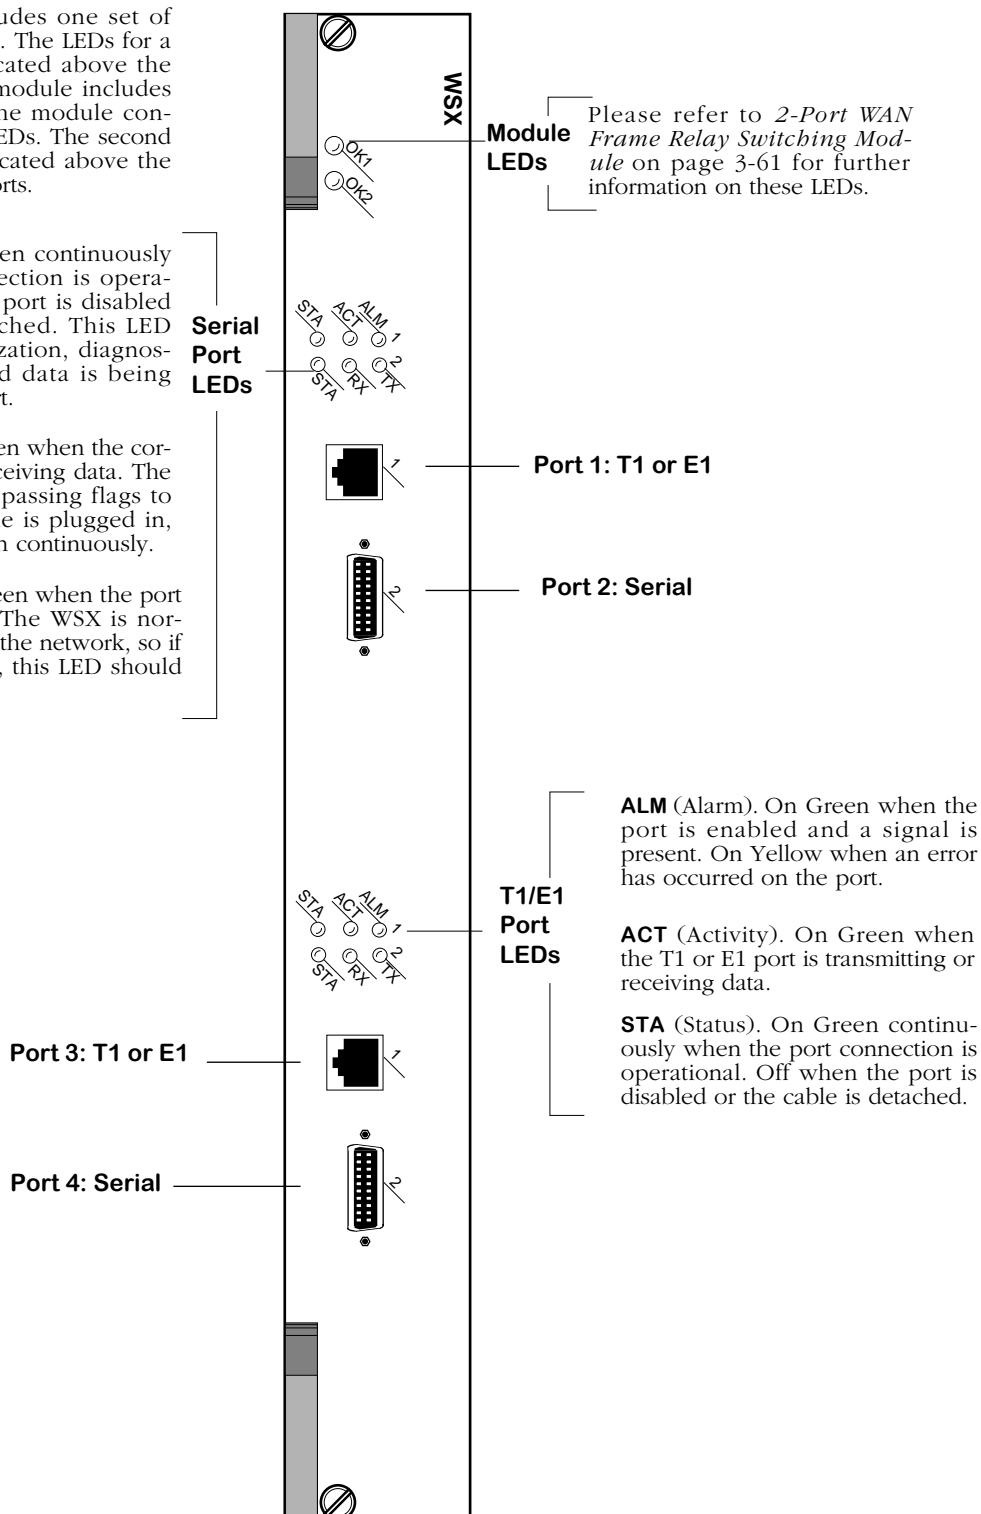 udes one set of
. The LEDs for a
cated above the
module includes
ne module con-
EDs. The second
cated above the
orts.
WSX
OK1
OK2
Module
LEDs
Please refer to 2-Port WAN
Frame Relay Switching Mod-
ule on page 3-61 for further
information on these LEDs.
en continuously
ection is opera-
port is disabled
ched. This LED
zation, diagnos-
d data is being
t.
en when the cor-
ceiving data. The
passing flags to
e is plugged in,
n continuously.
een when the port
The WSX is nor-
the network, so if
, this LED should
Serial
Port
LEDs
STA ACT ALM 1
STA RX TX 2
1
Port 1: T1 or E1
2
Port 2: Serial
STA ACT ALM 1
STA RX TX 2
T1/E1
Port
LEDs
ALM (Alarm). On Green when the
port is enabled and a signal is
present. On Yellow when an error
has occurred on the port.
ACT (Activity). On Green when
the T1 or E1 port is transmitting or
receiving data.
STA (Status). On Green continu-
ously when the port connection is
operational. Off when the port is
disabled or the cable is detached.
Port 3: T1 or E1
1
Port 4: Serial
2